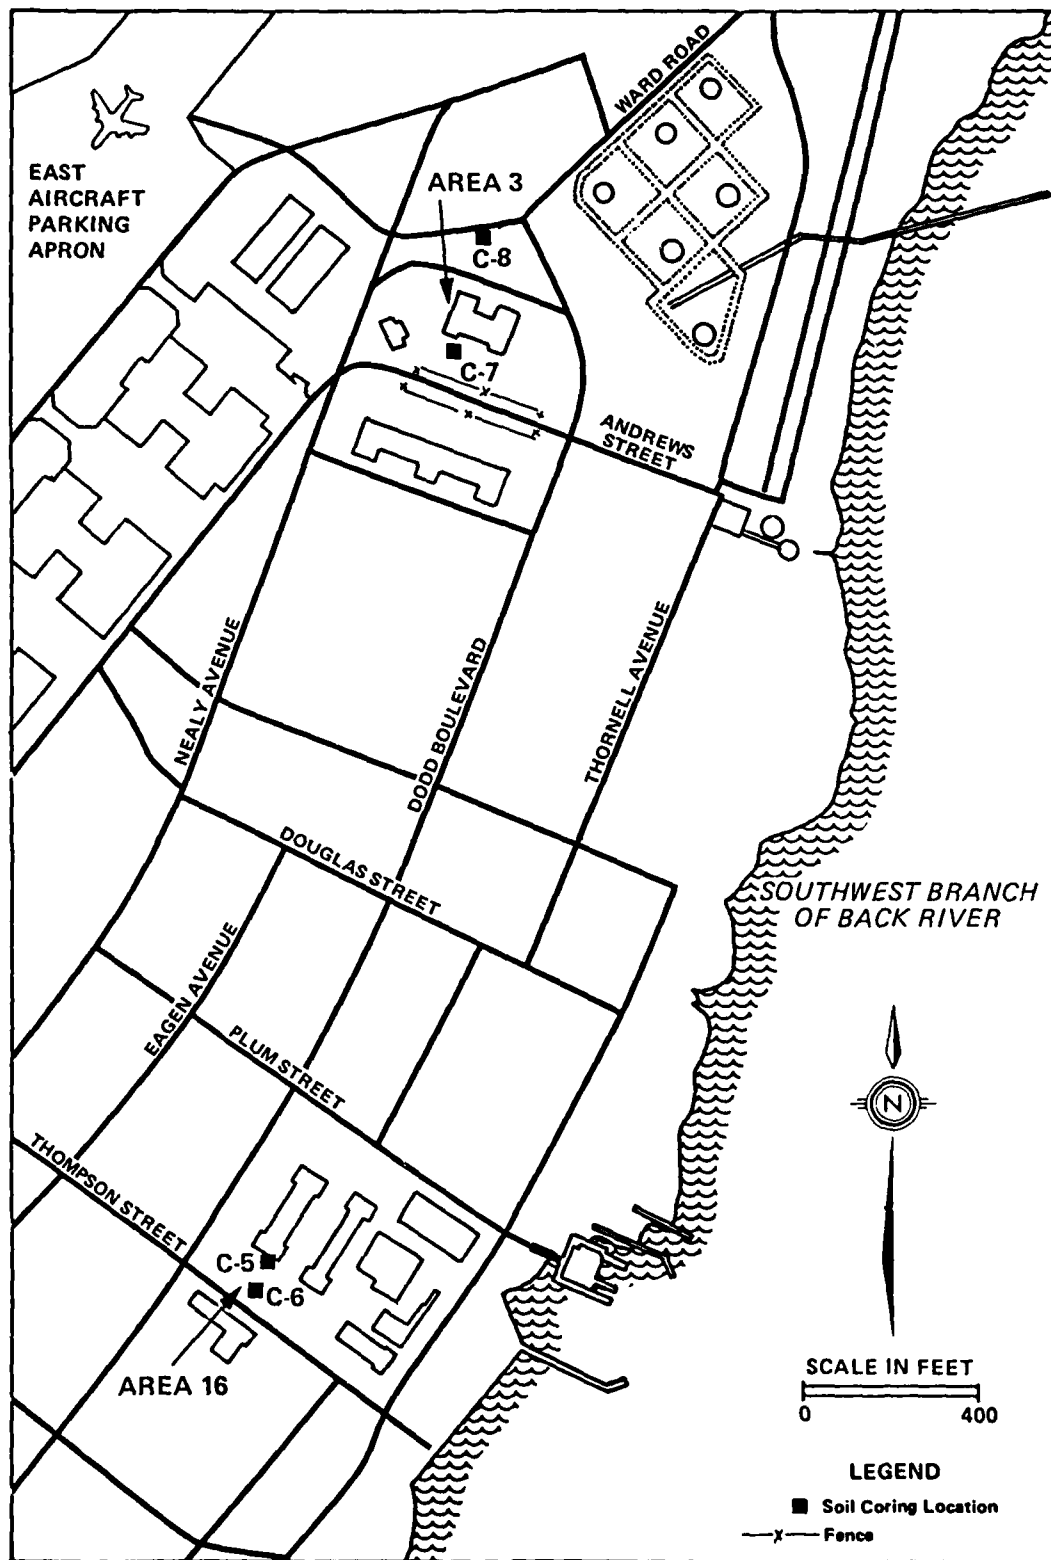 WARD ROAD
EAST
AIRCRAFT
PARKING
APRON
AREA 3
C-8
C-7
ANDREWS
STREET
NEALY AVENUE
DODD BOULEVARD
THORNELL AVENUE
DOUGLAS STREET
SOUTHWEST BRANCH
OF BACK RIVER
EAGEN AVENUE
PLUM STREET
N
THOMPSON STREET
C-5
C-6
AREA 16
SCALE IN FEET
0 400
LEGEND
Soil Coring Location
x Fence